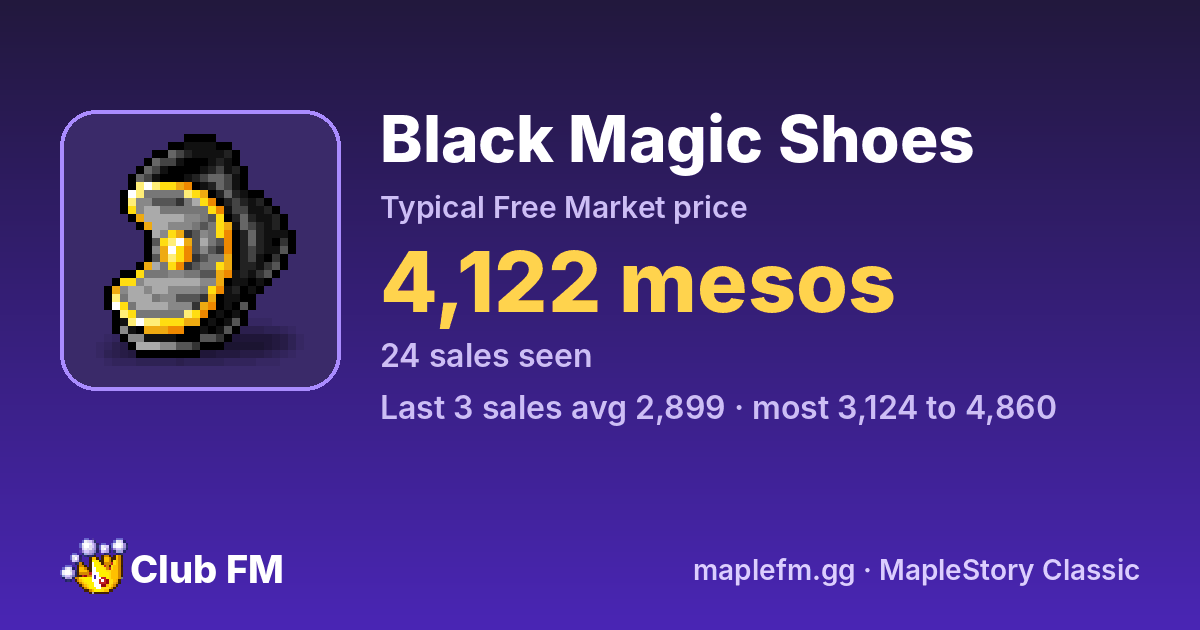 Black Magic Shoes
Typical Free Market price
4,122 mesos
24 sales seen
Last 3 sales avg 2,899 · most 3,124 to 4,860
Club FM
maplefm.gg · MapleStory Classic